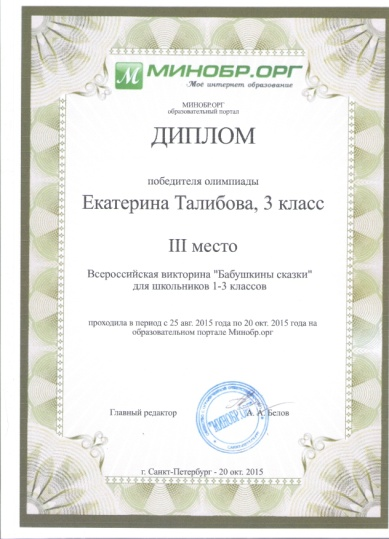 М МИНОБР.ОРГ
Мое интернет образование
МИНОБР.ОРГ
образовательный портал
ДИПЛОМ
победителя олимпиады
Екатерина Талибова, 3 класс
III место
Всероссийская викторина "Бабушкины сказки"
для школьников 1-3 классов
проходила в период с 25 авг. 2015 года по 20 окт. 2015 года на
образовательном портале Минобр.орг
Главный редактор А. А. Белов
г. Санкт-Петербург - 20 окт. 2015